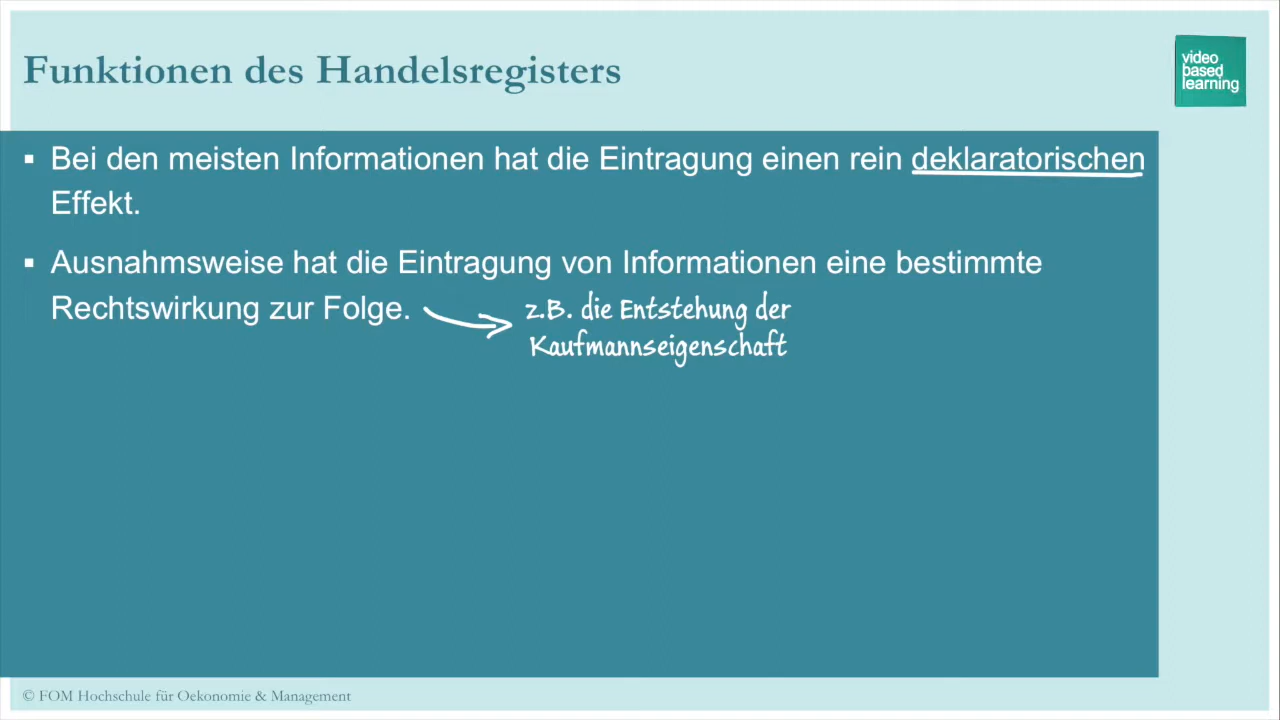 Funktionen des Handelsregisters
video
based
learning
▪ Bei den meisten Informationen hat die Eintragung einen rein deklaratorischen
Effekt.
▪ Ausnahmsweise hat die Eintragung von Informationen eine bestimmte
Rechtswirkung zur Folge.
z.B. die Entstehung der
Kaufmannseigenschaft
© FOM Hochschule für Oekonomie & Management